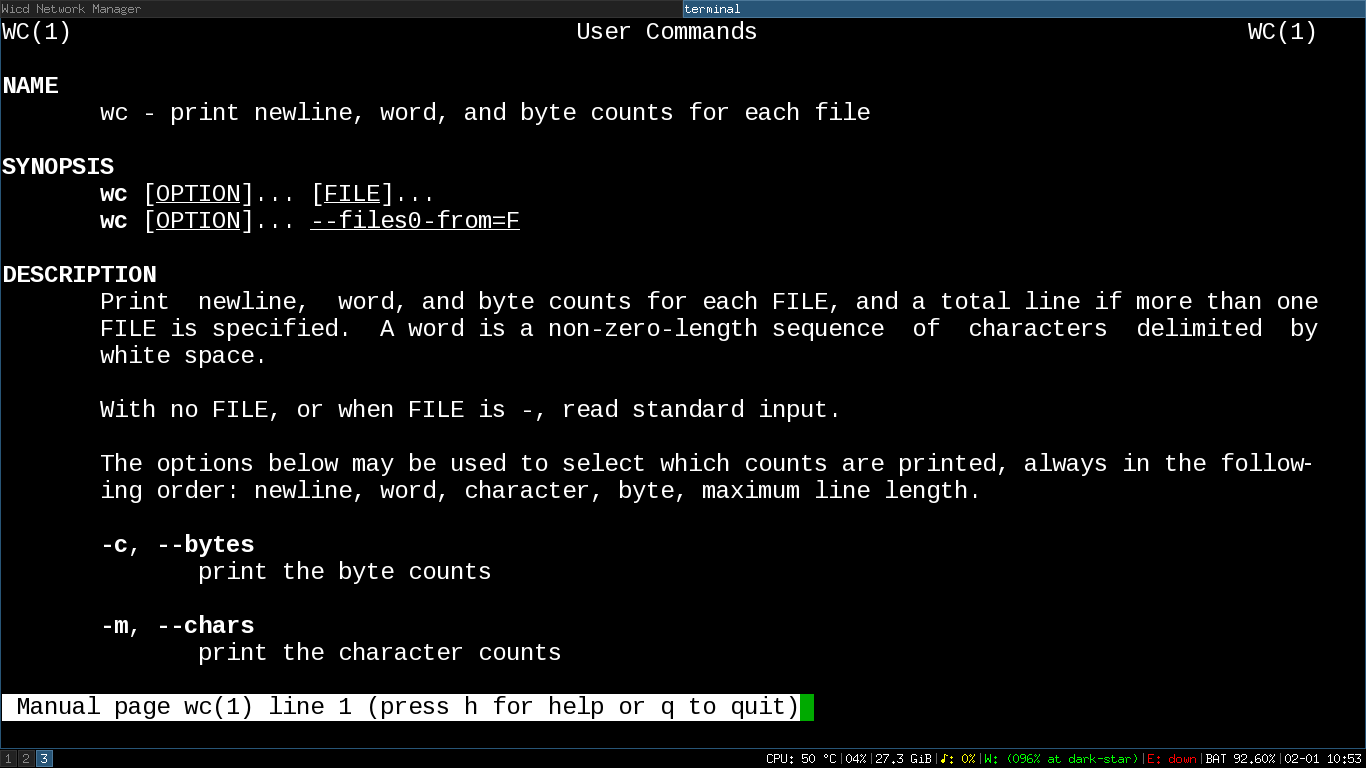 Wicd Network Manager terminal
WC(1) User Commands WC(1)
NAME
wc - print newline, word, and byte counts for each file
SYNOPSIS
wc [OPTION]... [FILE]...
wc [OPTION]... --files0-from=F
DESCRIPTION
Print newline, word, and byte counts for each FILE, and a total line if more than one
FILE is specified. A word is a non-zero-length sequence of characters delimited by
white space.
With no FILE, or when FILE is -, read standard input.
The options below may be used to select which counts are printed, always in the follow-
ing order: newline, word, character, byte, maximum line length.
-c, --bytes
print the byte counts
-m, --chars
print the character counts
Manual page wc(1) line 1 (press h for help or q to quit)
1 2 3 CPU: 50 °C|04%|27.3 GiB|♪: 0%|W: (096% at dark-star)|E: down|BAT 92.60%|02-01 10:53